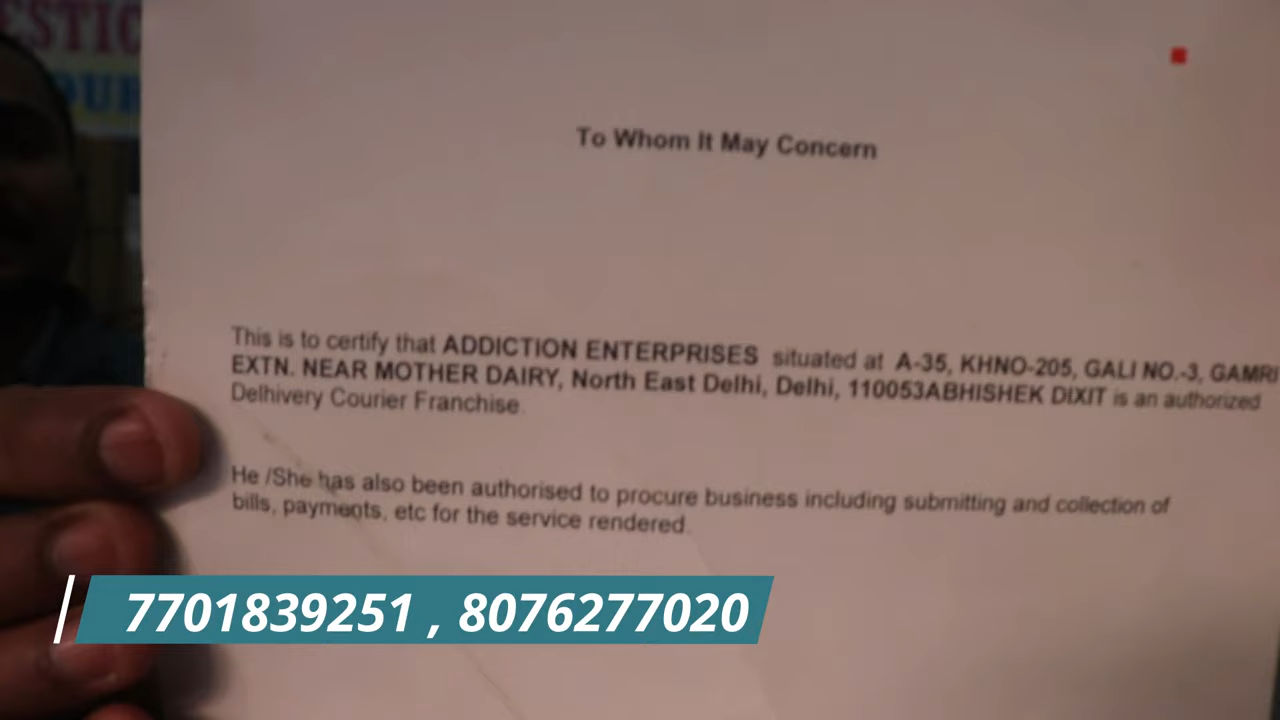 ESTIC
OUR
To Whom It May Concern
This is to certify that ADDICTION ENTERPRISES situated at A-35, KHNO-205, GALI NO.-3, GAMRI
EXTN. NEAR MOTHER DAIRY, North East Delhi, Delhi, 110053ABHISHEK DIXIT is an authorized
Delhivery Courier Franchise.
He /She has also been authorised to procure business including submitting and collection of
bills, payments, etc for the service rendered.
7701839251 , 8076277020